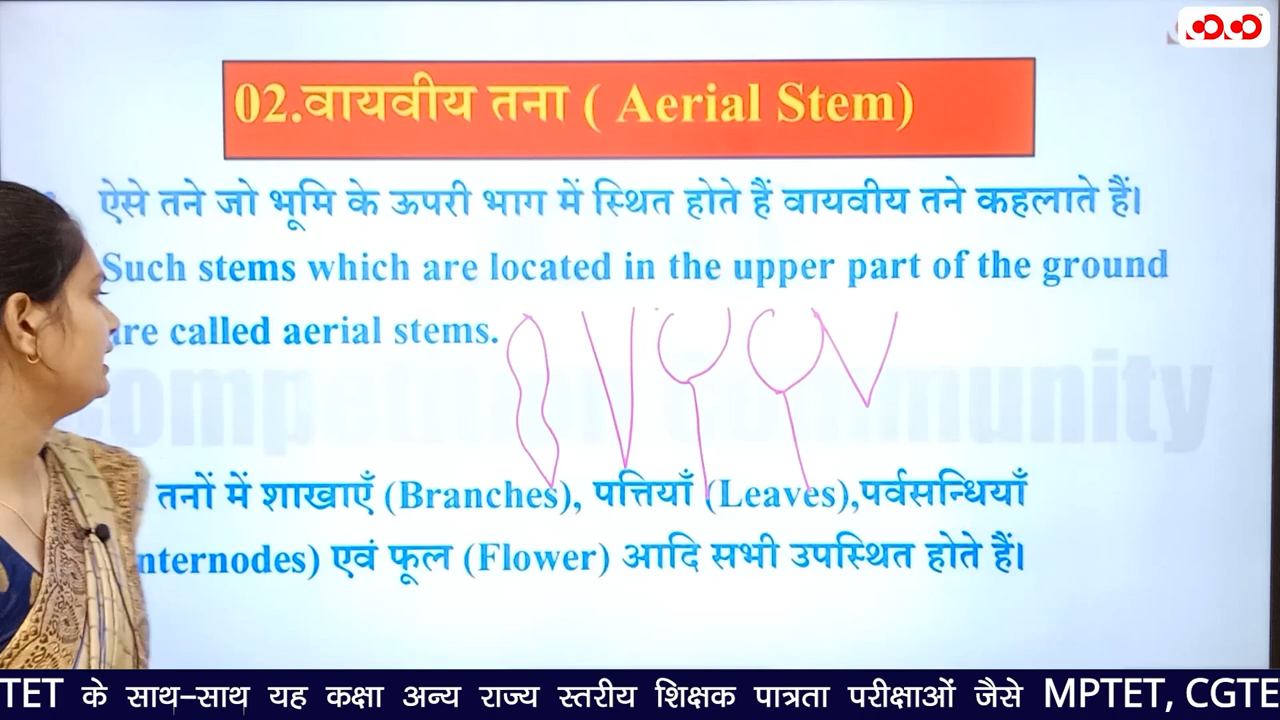 02.वायवीय तना ( Aerial Stem)
ऐसे तने जो भूमि के ऊपरी भाग में स्थित होते हैं वायवीय तने कहलाते हैं।
Such stems which are located in the upper part of the ground
are called aerial stems.
competition community
तनों में शाखाएँ (Branches), पत्तियाँ (Leaves),पर्वसन्धियाँ
nternodes) एवं फूल (Flower) आदि सभी उपस्थित होते हैं।
TET के साथ–साथ यह कक्षा अन्य राज्य स्तरीय शिक्षक पात्रता परीक्षाओं जैसे MPTET, CGTE